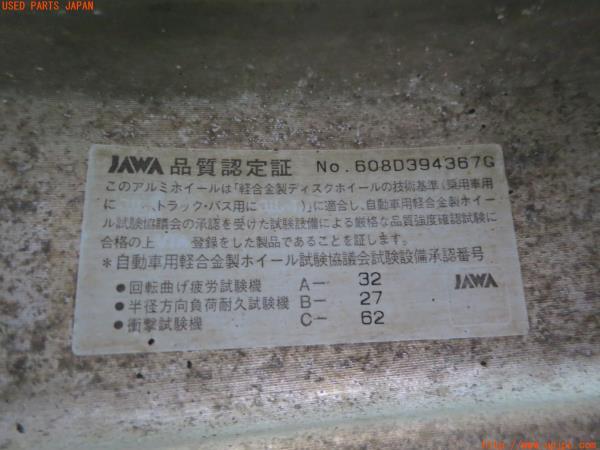 USED PARTS JAPAN
JAWA 品質認定証 No.608D394367G
このアルミホイールは「軽合金製ディスクホイールの技術基準(乗用車用
に トラック・バス用に )」に適合し、自動車用軽合金製ホイー
ル試験協議会の承認を受けた試験設備による厳格な品質強度確認試験に
合格の上 登録をした製品であることを証します。
*自動車用軽合金製ホイール試験協議会試験設備承認番号
●回転曲げ疲労試験機 A- 32
JAWA
●半径方向負荷耐久試験機 B- 27
●衝撃試験機 C- 62
http://www.upjpa.com/